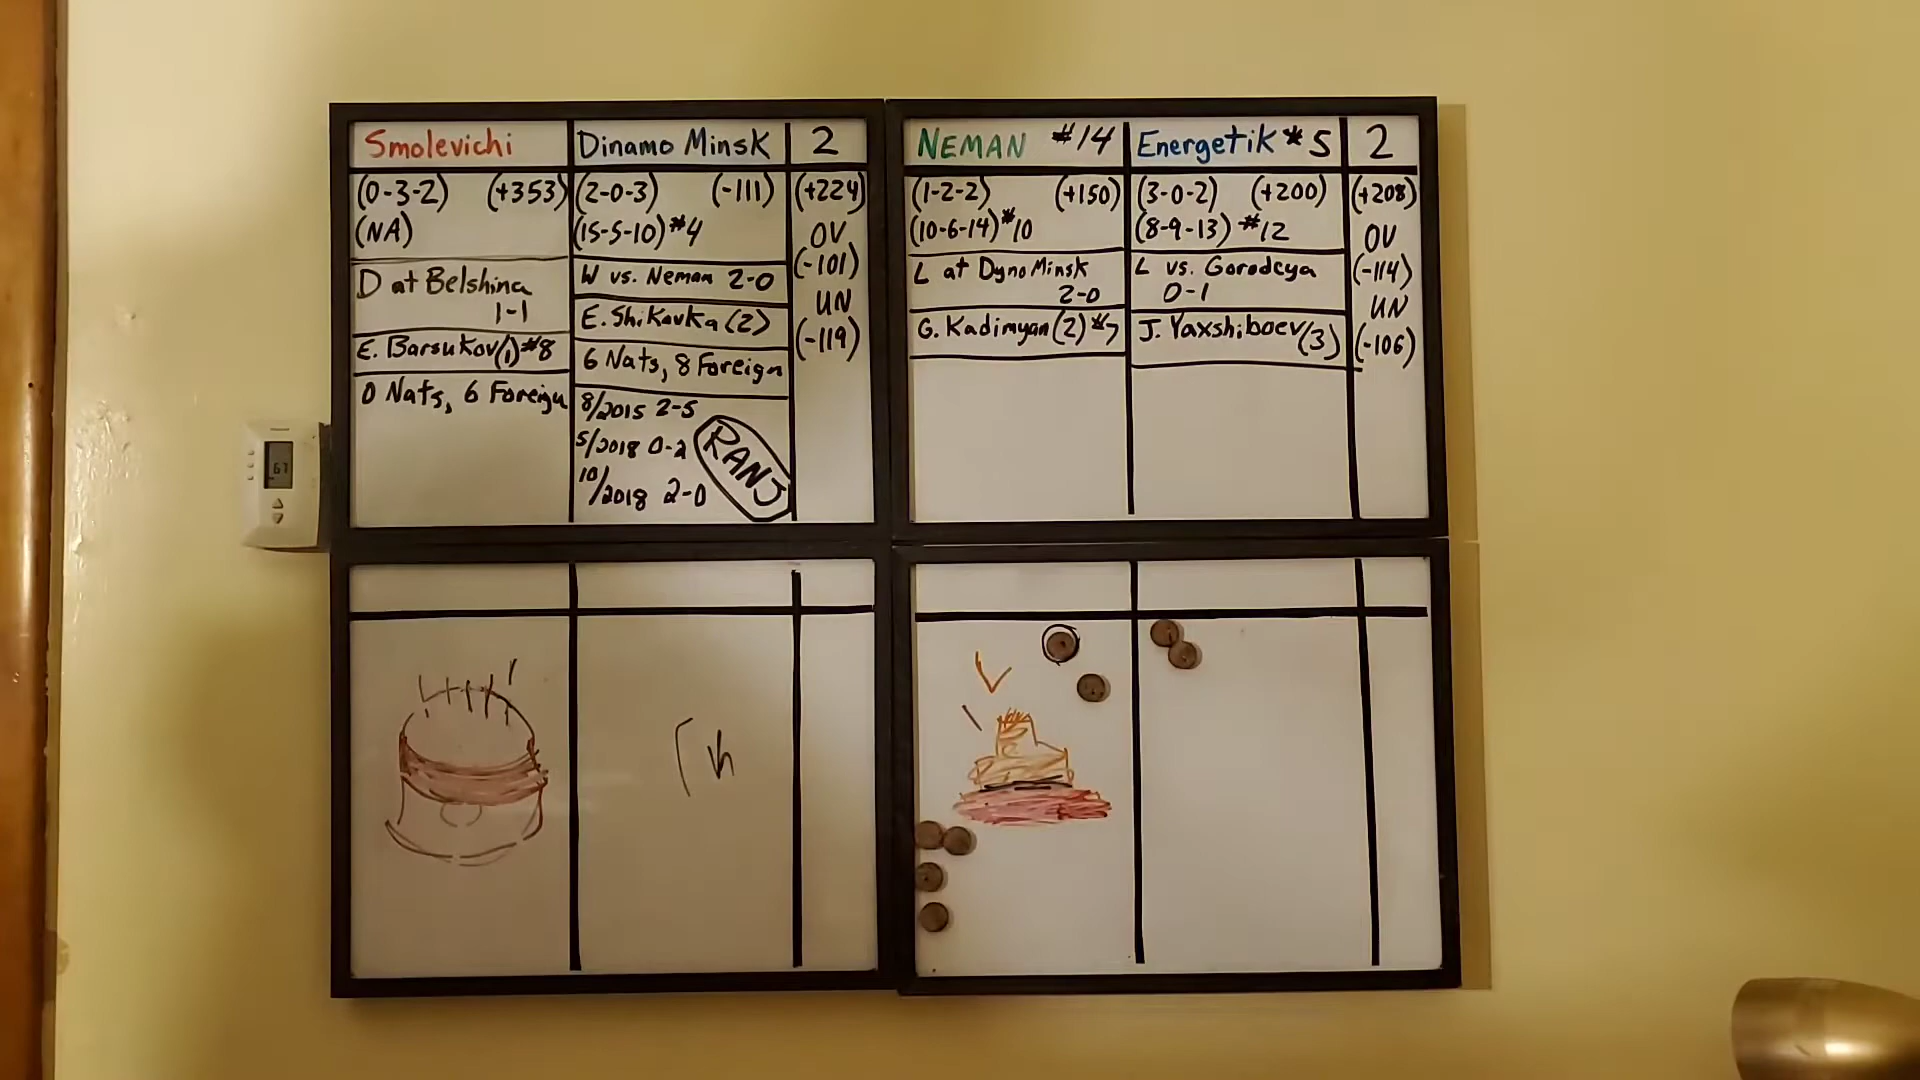 Smolevichi
(0-3-2) (+353)
(NA)
D at Belshina
1-1
E. Barsukov(1) #8
0 Nats, 6 Foreign
Dinamo Minsk
(2-0-3) (-111)
(15-5-10) #4
W vs. Neman 2-0
E. Shikavka (2)
6 Nats, 8 Foreign
8/2015 2-5
5/2018 0-2
10/2018 2-0
RANJ
2
(+224)
OV
(-101)
UN
(-119)
NEMAN #14
(1-2-2) (+150)
(10-6-14) #10
L at Dyno Minsk
2-0
G. Kadimyan (2) #7
Energetik #5
(3-0-2) (+200)
(8-9-13) #12
L vs. Gorodeya
0-1
J. Yaxshiboev (3)
2
(+208)
OV
(-114)
UN
(-106)
67